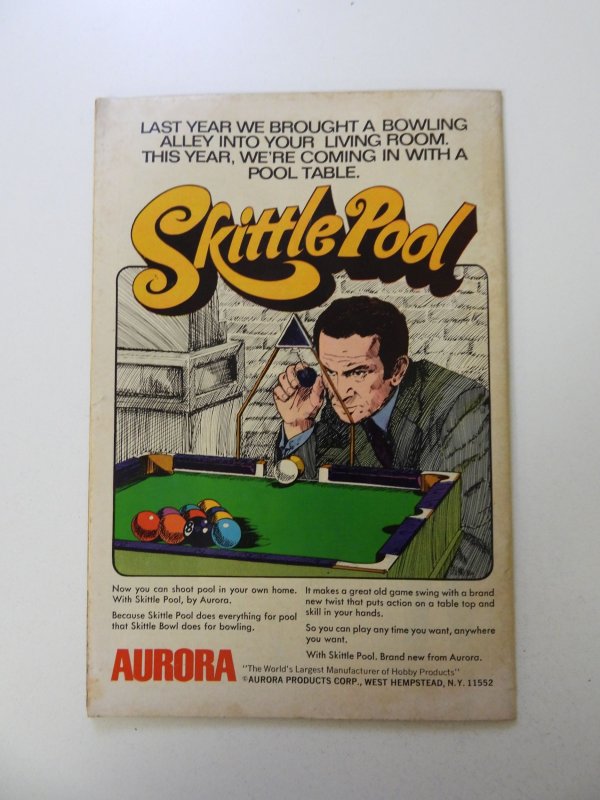 LAST YEAR WE BROUGHT A BOWLING
ALLEY INTO YOUR LIVING ROOM.
THIS YEAR, WE'RE COMING IN WITH A
POOL TABLE.
Skittle Pool
8
Now you can shoot pool in your own home.
With Skittle Pool, by Aurora.
Because Skittle Pool does everything for pool
that Skittle Bowl does for bowling.
It makes a great old game swing with a brand
new twist that puts action on a table top and
skill in your hands.
So you can play any time you want, anywhere
you want.
With Skittle Pool. Brand new from Aurora.
AURORA
"The World's Largest Manufacturer of Hobby Products"
©AURORA PRODUCTS CORP., WEST HEMPSTEAD, N.Y. 11552